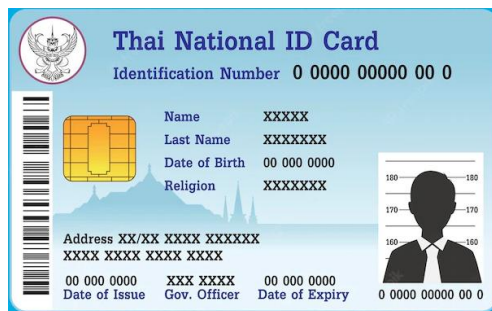 Thai National ID Card
Identification Number 0 0000 00000 00 0
Name XXXXX
Last Name XXXXXXX
Date of Birth 00 000 0000
Religion XXXXXXX
Address XX/XX XXXX XXXXXX
XXXX XXXX XXXX XXXX
00 000 0000 XXX XXXX 00 000 0000
Date of Issue Gov. Officer Date of Expiry
180 180
170 170
160 160
0 0000 00000 00 0